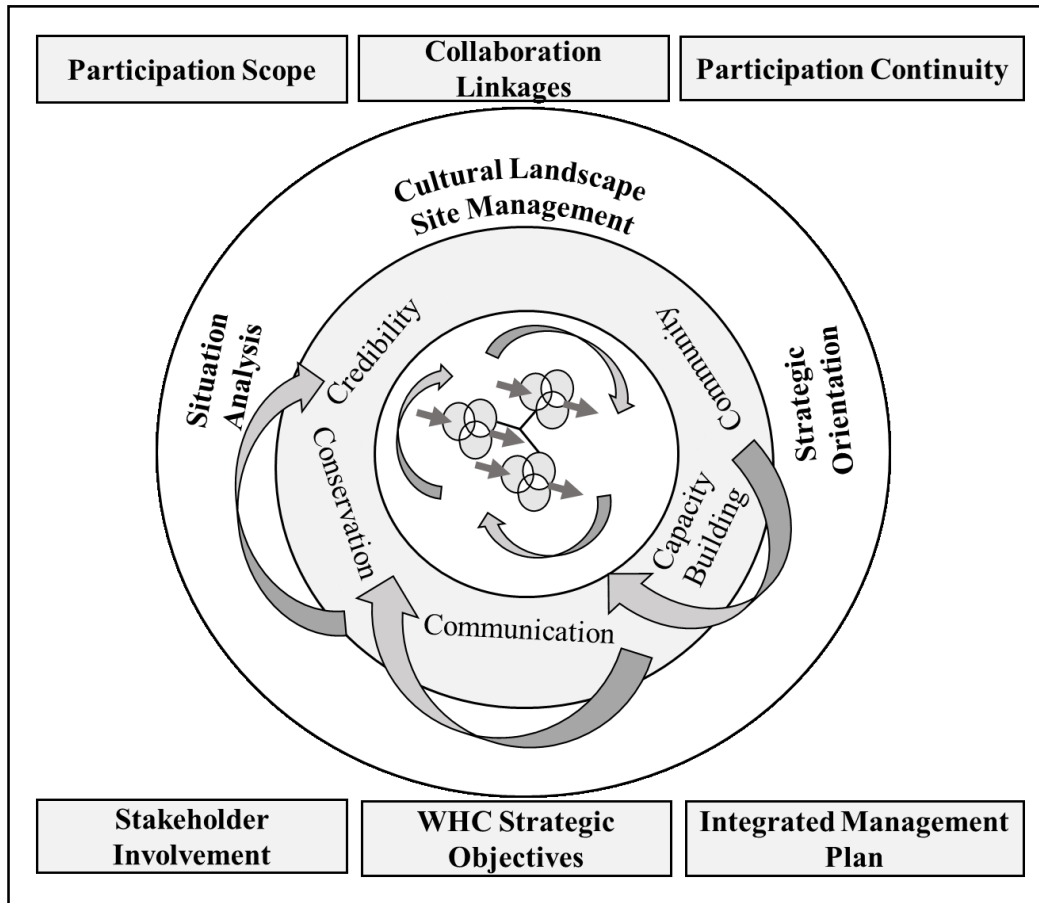 Participation Scope
Collaboration
Linkages
Participation Continuity
Cultural Landscape
Site Management
Situation
Analysis
Strategic
Orientation
Credibility
Community
Conservation
Capacity
Building
Communication
Stakeholder
Involvement
WHC Strategic
Objectives
Integrated Management
Plan